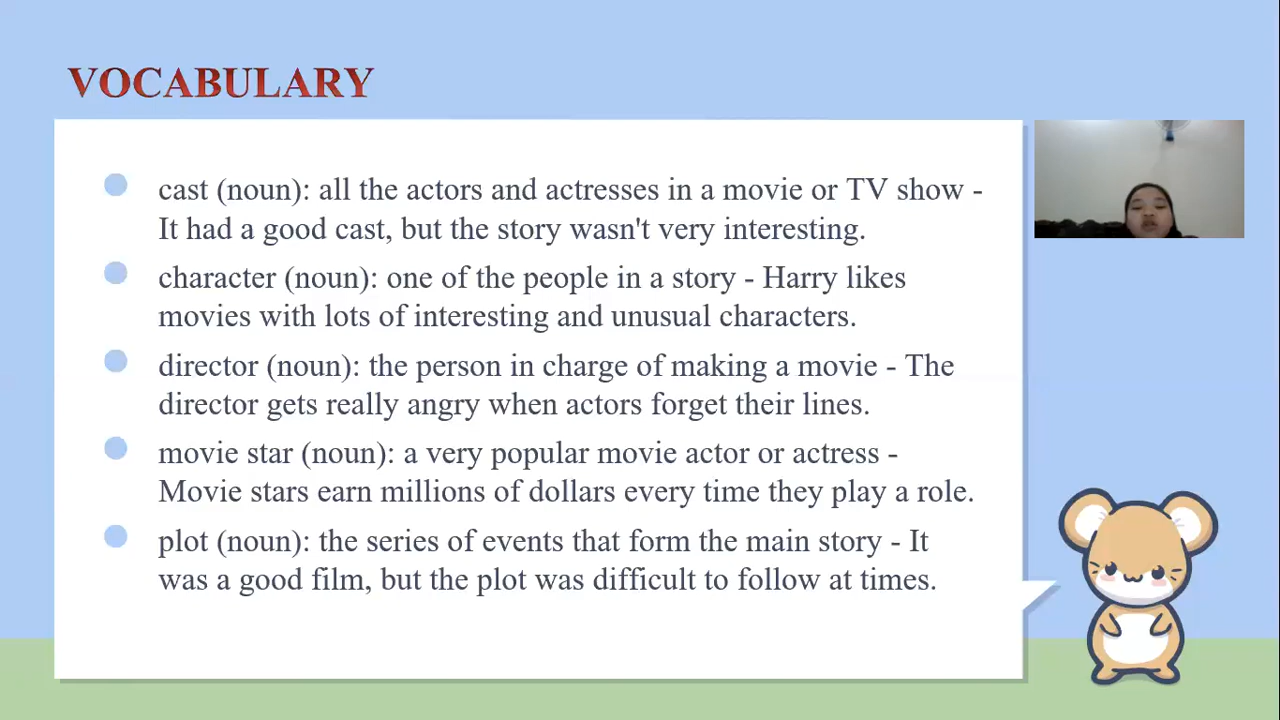 VOCABULARY
cast (noun): all the actors and actresses in a movie or TV show -
It had a good cast, but the story wasn't very interesting.
character (noun): one of the people in a story - Harry likes
movies with lots of interesting and unusual characters.
director (noun): the person in charge of making a movie - The
director gets really angry when actors forget their lines.
movie star (noun): a very popular movie actor or actress -
Movie stars earn millions of dollars every time they play a role.
plot (noun): the series of events that form the main story - It
was a good film, but the plot was difficult to follow at times.